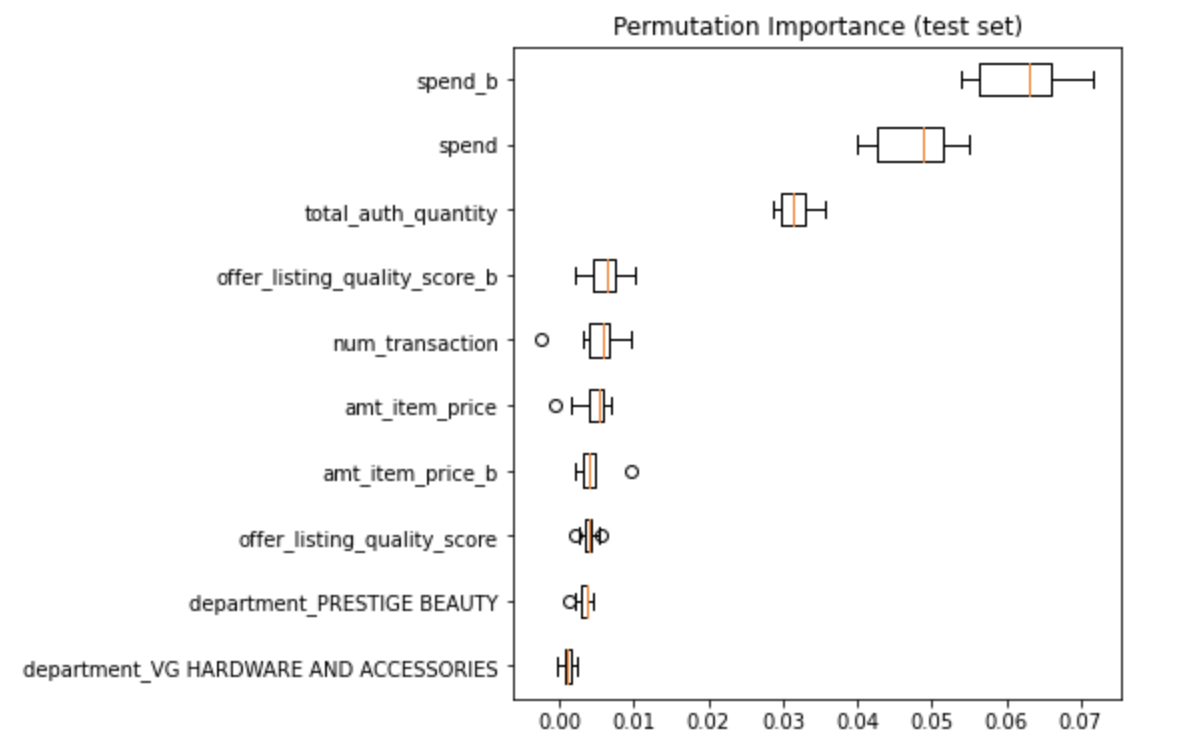 Permutation Importance (test set)
spend_b
spend
total_auth_quantity
offer_listing_quality_score_b
num_transaction
amt_item_price
amt_item_price_b
offer_listing_quality_score
department_PRESTIGE BEAUTY
department_VG HARDWARE AND ACCESSORIES
0.00 0.01 0.02 0.03 0.04 0.05 0.06 0.07